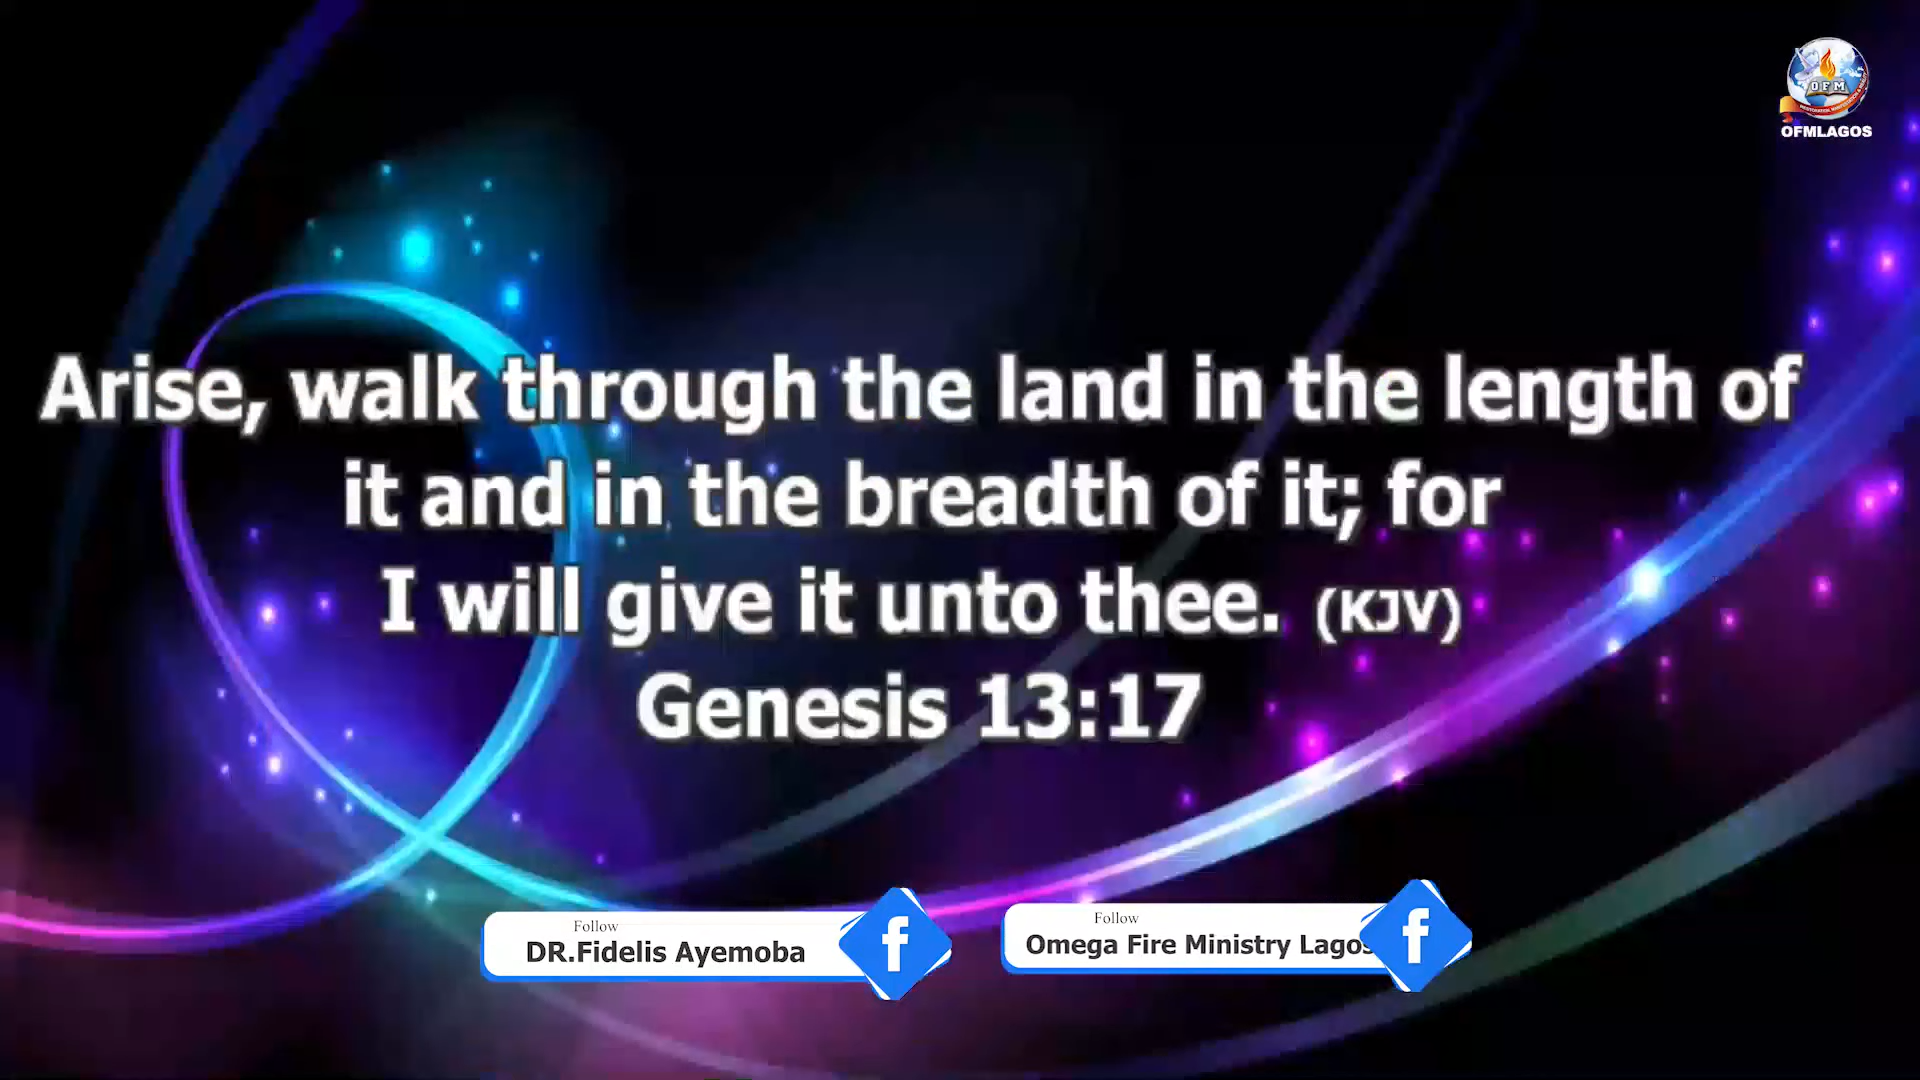 OFM
OFMLAGOS
Arise, walk through the land in the length of
it and in the breadth of it; for
I will give it unto thee. (KJV)
Genesis 13:17
Follow
DR.Fidelis Ayemoba
Follow
Omega Fire Ministry Lagos